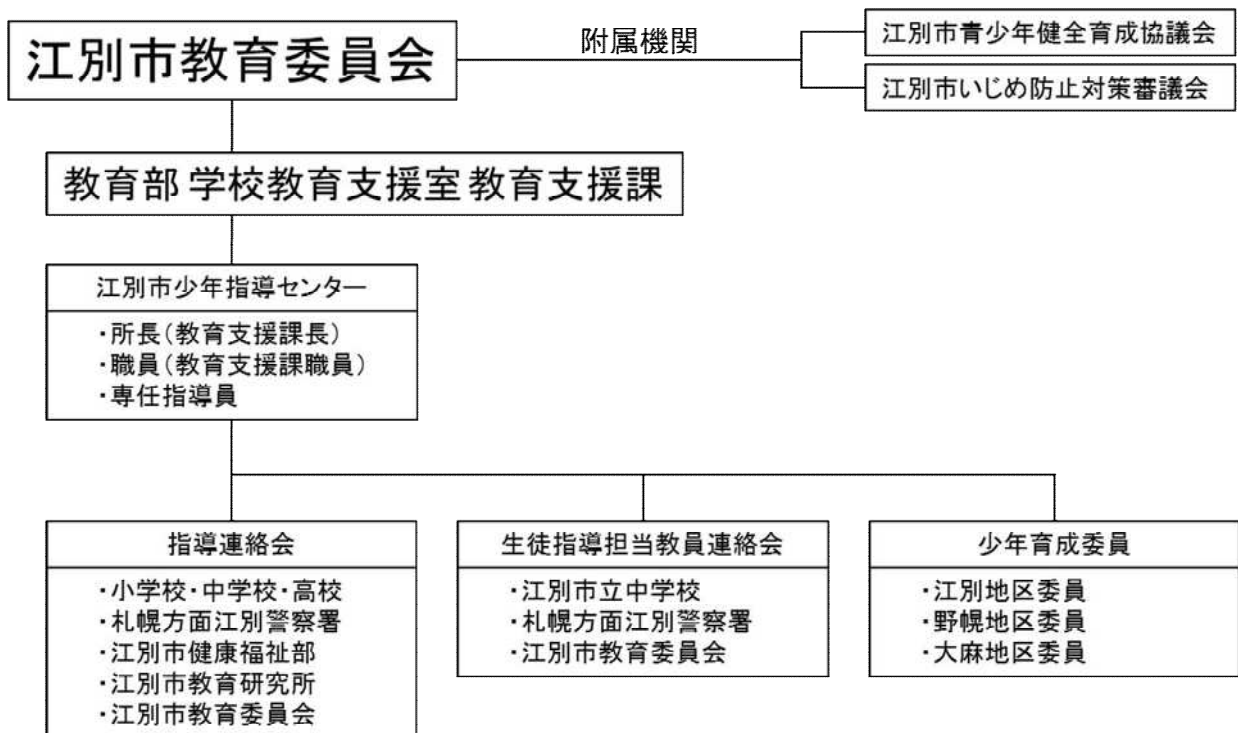 江別市教育委員会
附属機関
江別市青少年健全育成協議会
江別市いじめ防止対策審議会
教育部 学校教育支援室 教育支援課
江別市少年指導センター
・所長(教育支援課長)
・職員(教育支援課職員)
・専任指導員
指導連絡会
・小学校・中学校・高校
・札幌方面江別警察署
・江別市健康福祉部
・江別市教育研究所
・江別市教育委員会
生徒指導担当教員連絡会
・江別市立中学校
・札幌方面江別警察署
・江別市教育委員会
少年育成委員
・江別地区委員
・野幌地区委員
・大麻地区委員